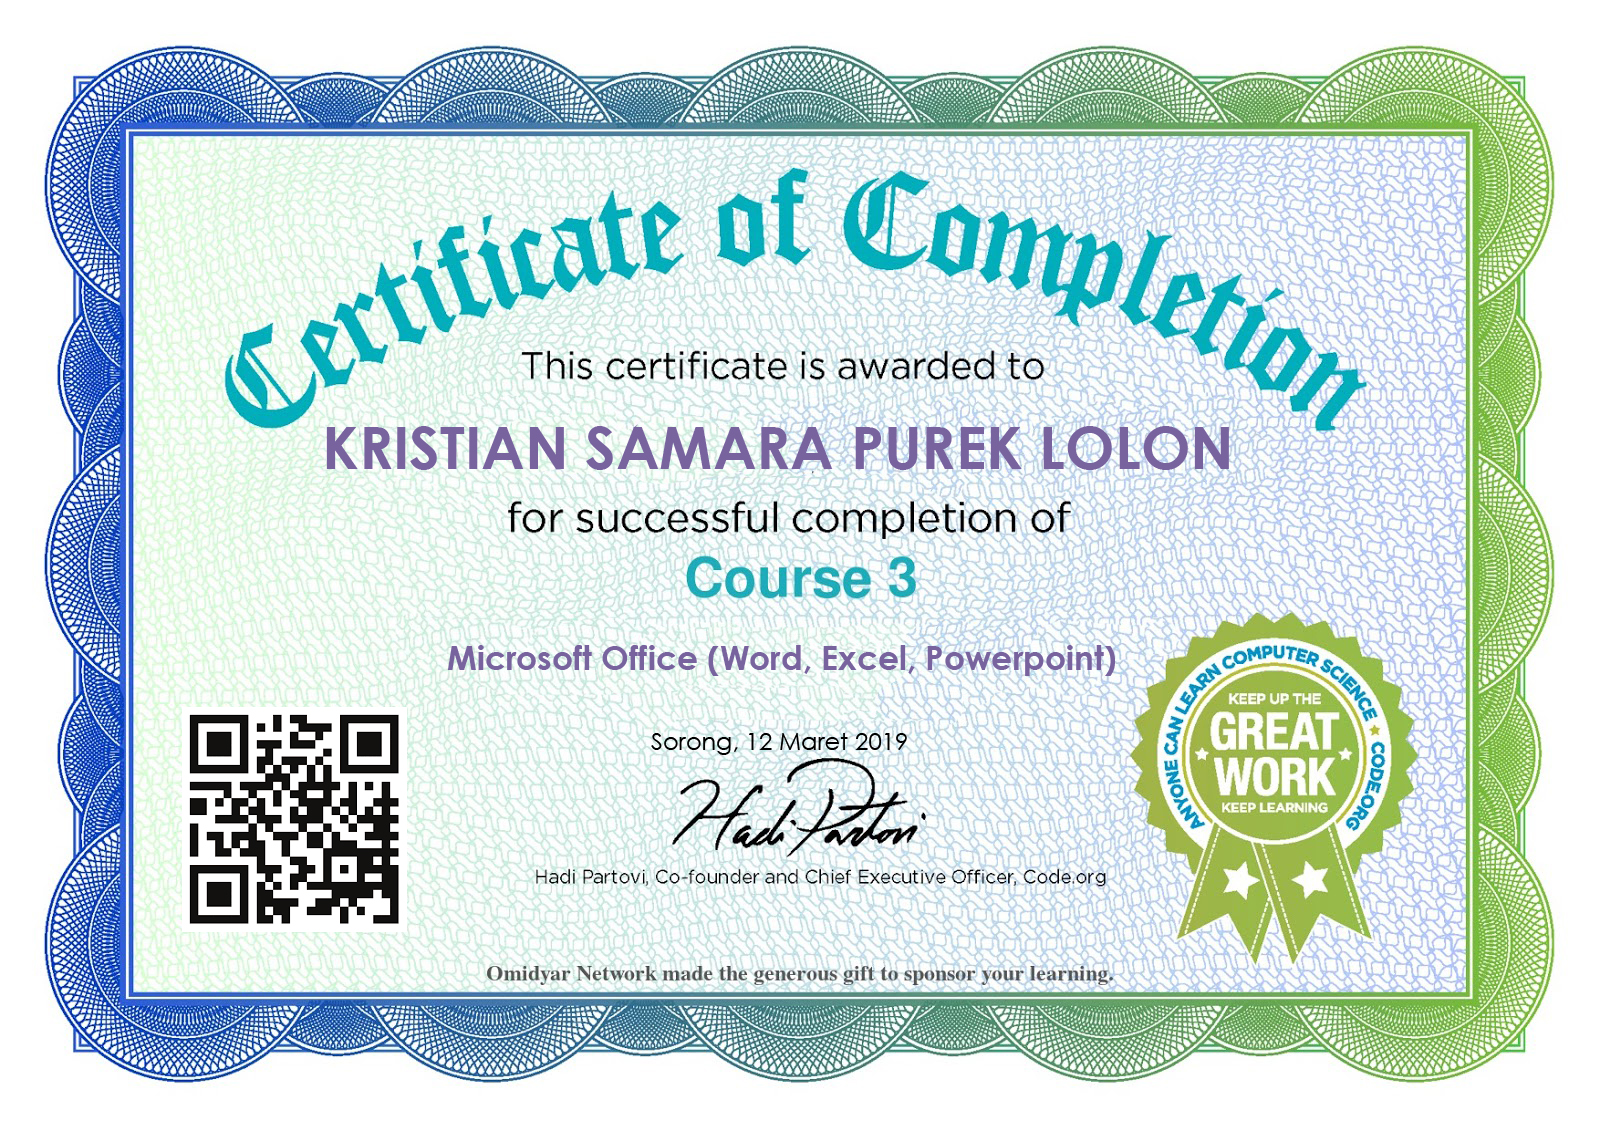 Certificate of Completion
This certificate is awarded to
KRISTIAN SAMARA PUREK LOLON
for successful completion of
Course 3
Microsoft Office (Word, Excel, Powerpoint)
Sorong, 12 Maret 2019
Hadi Partovi
Hadi Partovi, Co-founder and Chief Executive Officer, Code.org
Omidyar Network made the generous gift to sponsor your learning.
ANYONE CAN LEARN COMPUTER SCIENCE ★ CODE.ORG
KEEP UP THE
GREAT
WORK
KEEP LEARNING